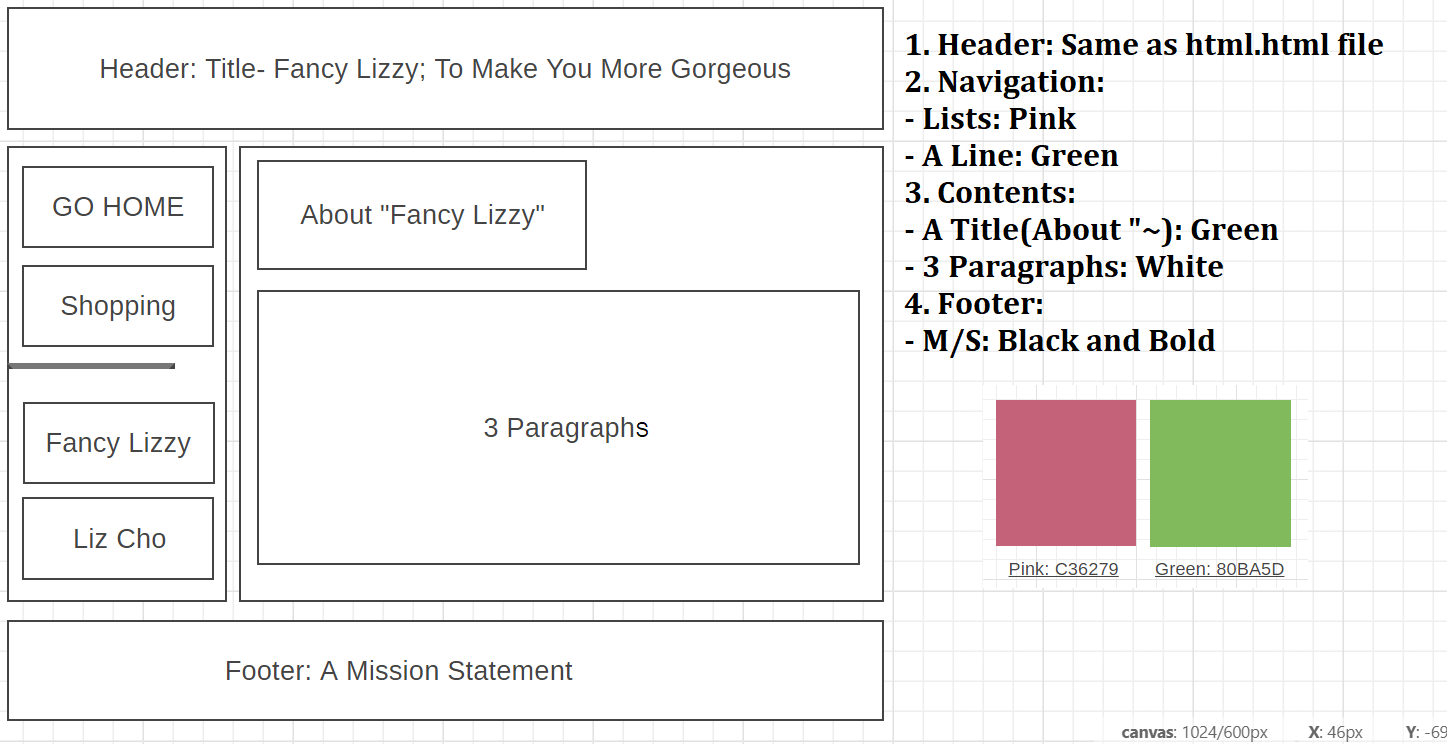 Header: Title- Fancy Lizzy; To Make You More Gorgeous
GO HOME
Shopping
Fancy Lizzy
Liz Cho
About "Fancy Lizzy"
3 Paragraphs
Footer: A Mission Statement
1. Header: Same as html.html file
2. Navigation:
- Lists: Pink
- A Line: Green
3. Contents:
- A Title(About "~): Green
- 3 Paragraphs: White
4. Footer:
- M/S: Black and Bold
Pink: C36279
Green: 80BA5D
canvas: 1024/600px X: 46px Y: -69